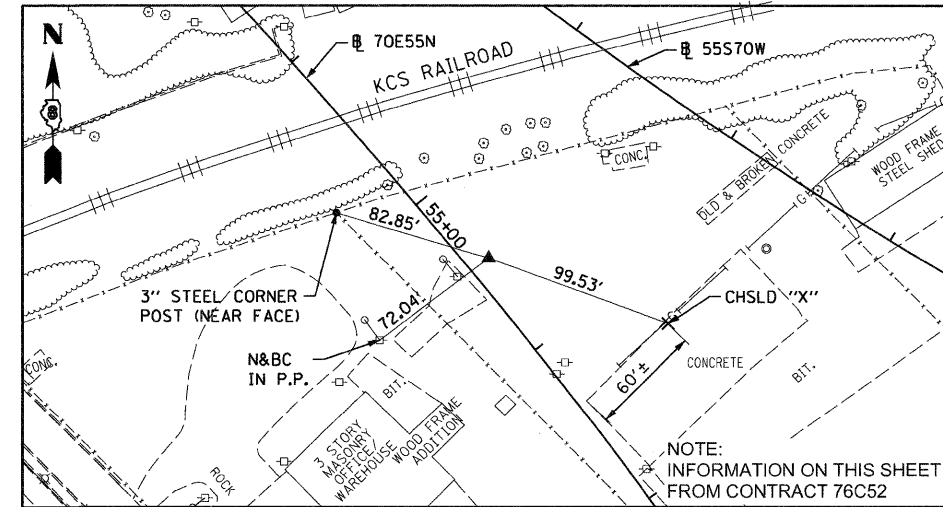 N
8
℄ 70E55N
℄ 55S70W
KCS RAILROAD
CONC.
OLD & BROKEN CONCRETE
WOOD FRAME
STEEL SHED
G
82.85'
55+00
99.53'
72.04'
3" STEEL CORNER
POST (NEAR FACE)
CHSLD "X"
N&BC
IN P.P.
CONC.
60'±
CONCRETE
BIT.
BIT.
3 STORY
MASONRY
OFFICE/
WAREHOUSE
WOOD FRAME
ADDITION
ROCK
NOTE:
INFORMATION ON THIS SHEET
FROM CONTRACT 76C52